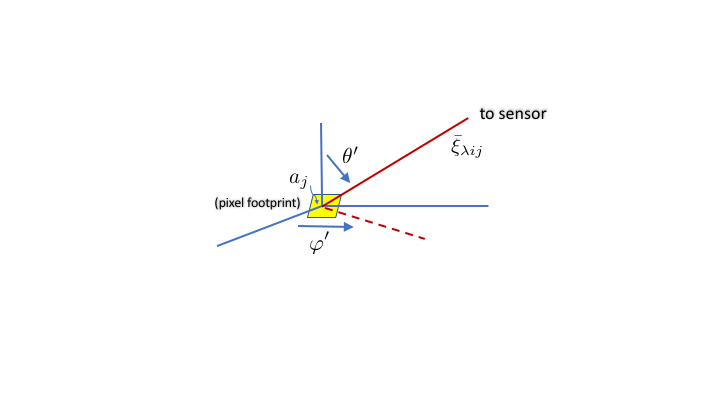 to sensor
ξ̄λij
θ′
aj
(pixel footprint)
φ′